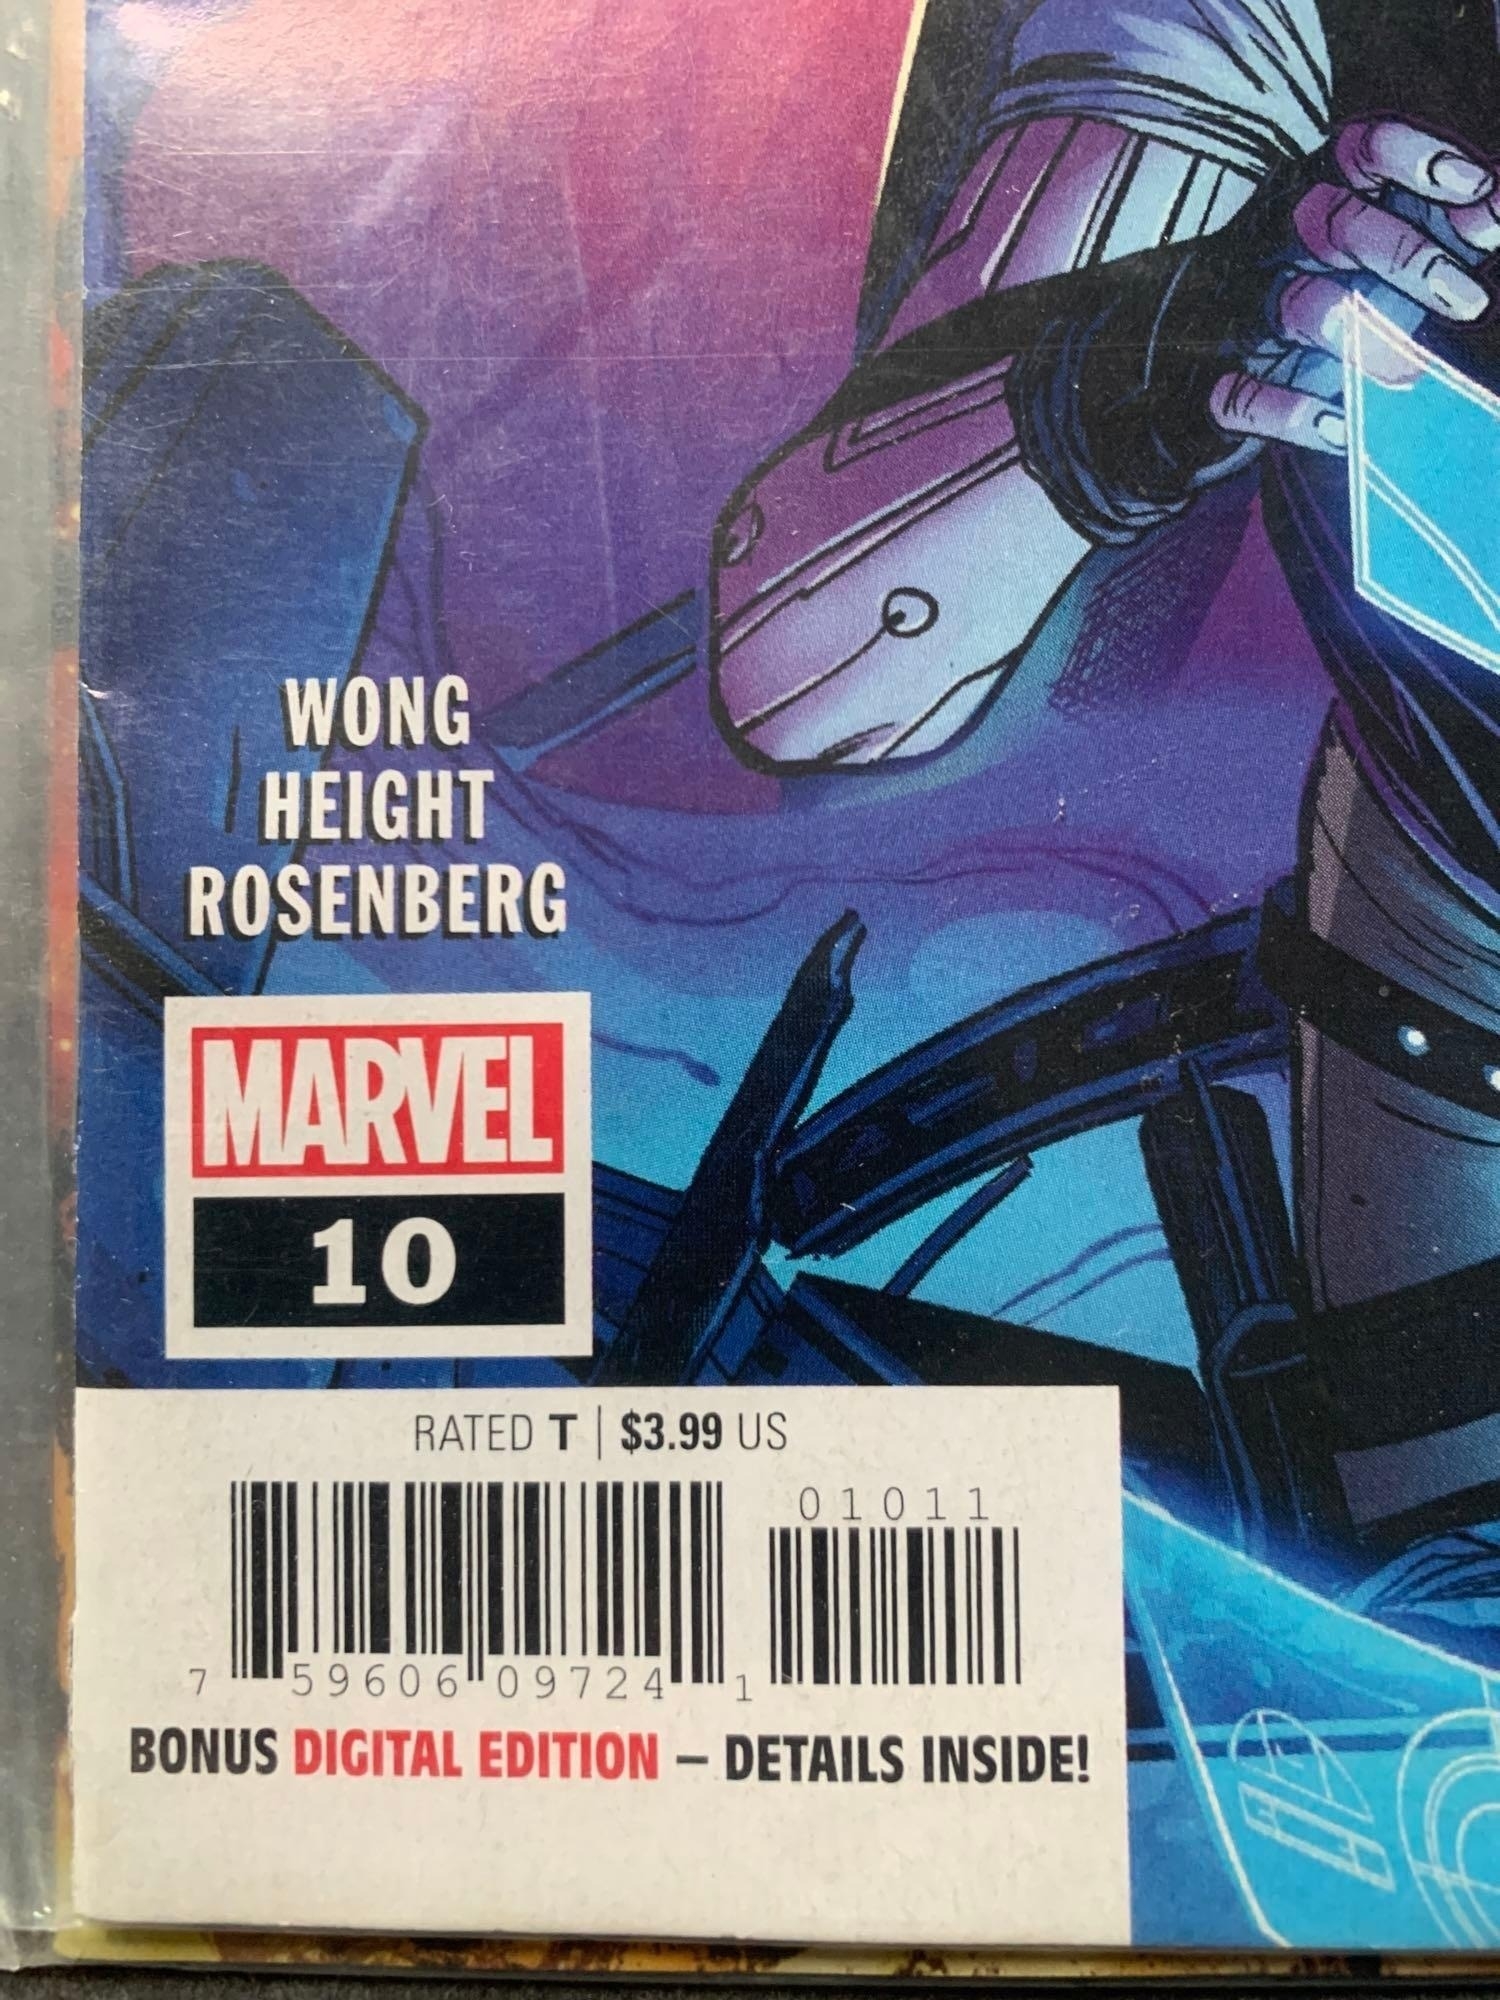 WONG
HEIGHT
ROSENBERG
MARVEL
10
RATED T | $3.99 US
01011
7 59606 09724 1
BONUS DIGITAL EDITION – DETAILS INSIDE!